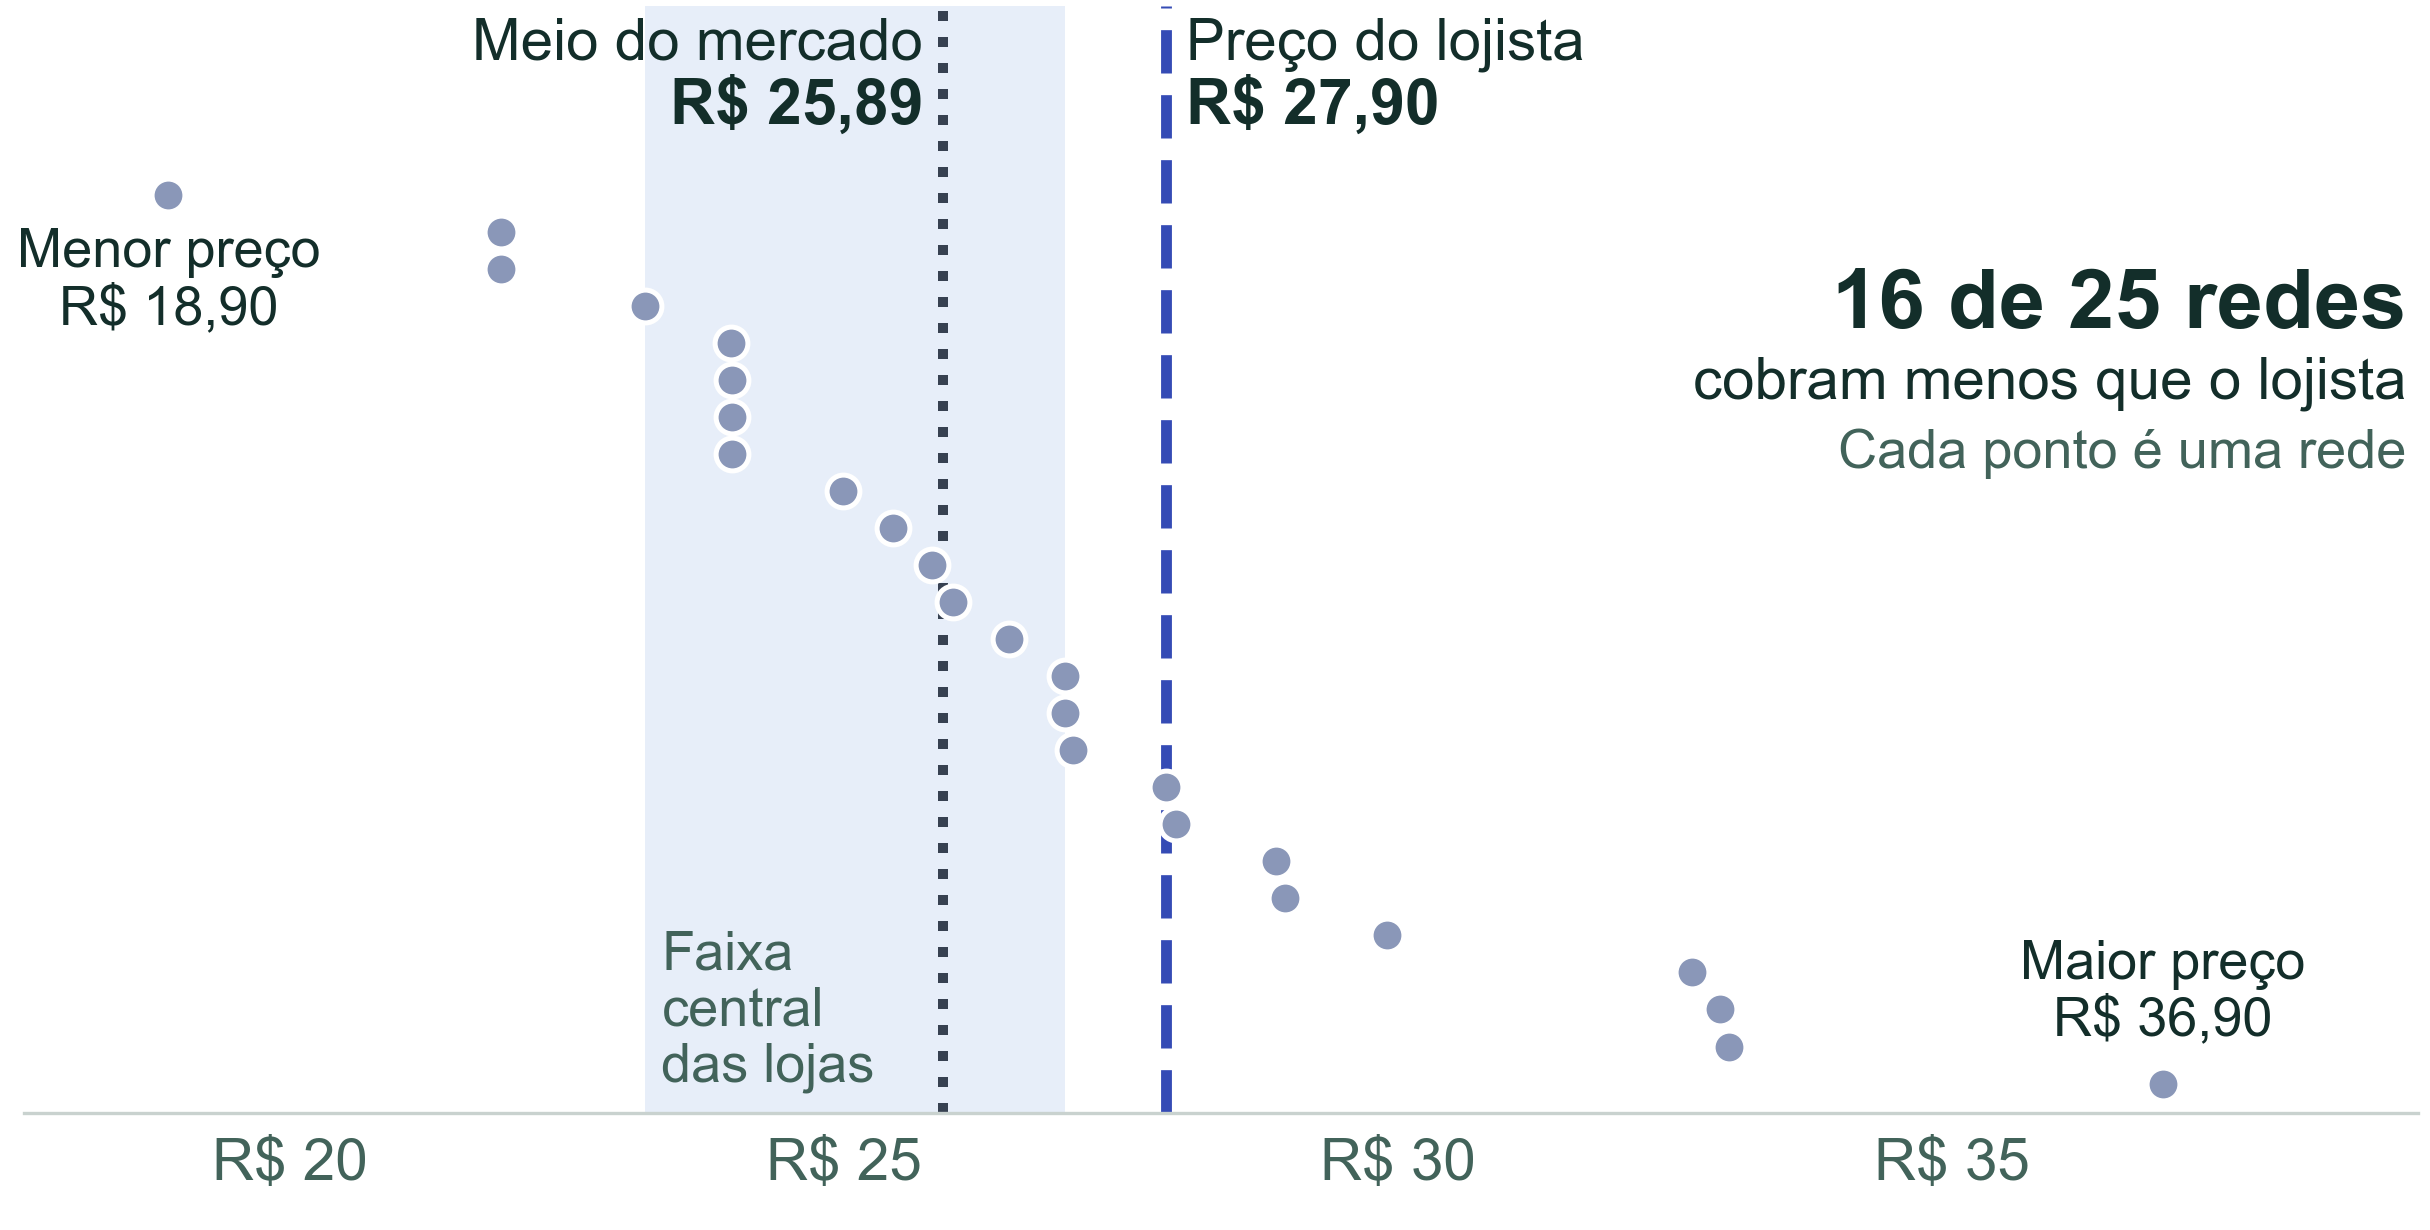 Meio do mercado
R$ 25,89
Preço do lojista
R$ 27,90
Menor preço
R$ 18,90
16 de 25 redes
cobram menos que o lojista
Cada ponto é uma rede
Faixa
central
das lojas
Maior preço
R$ 36,90
R$ 20
R$ 25
R$ 30
R$ 35